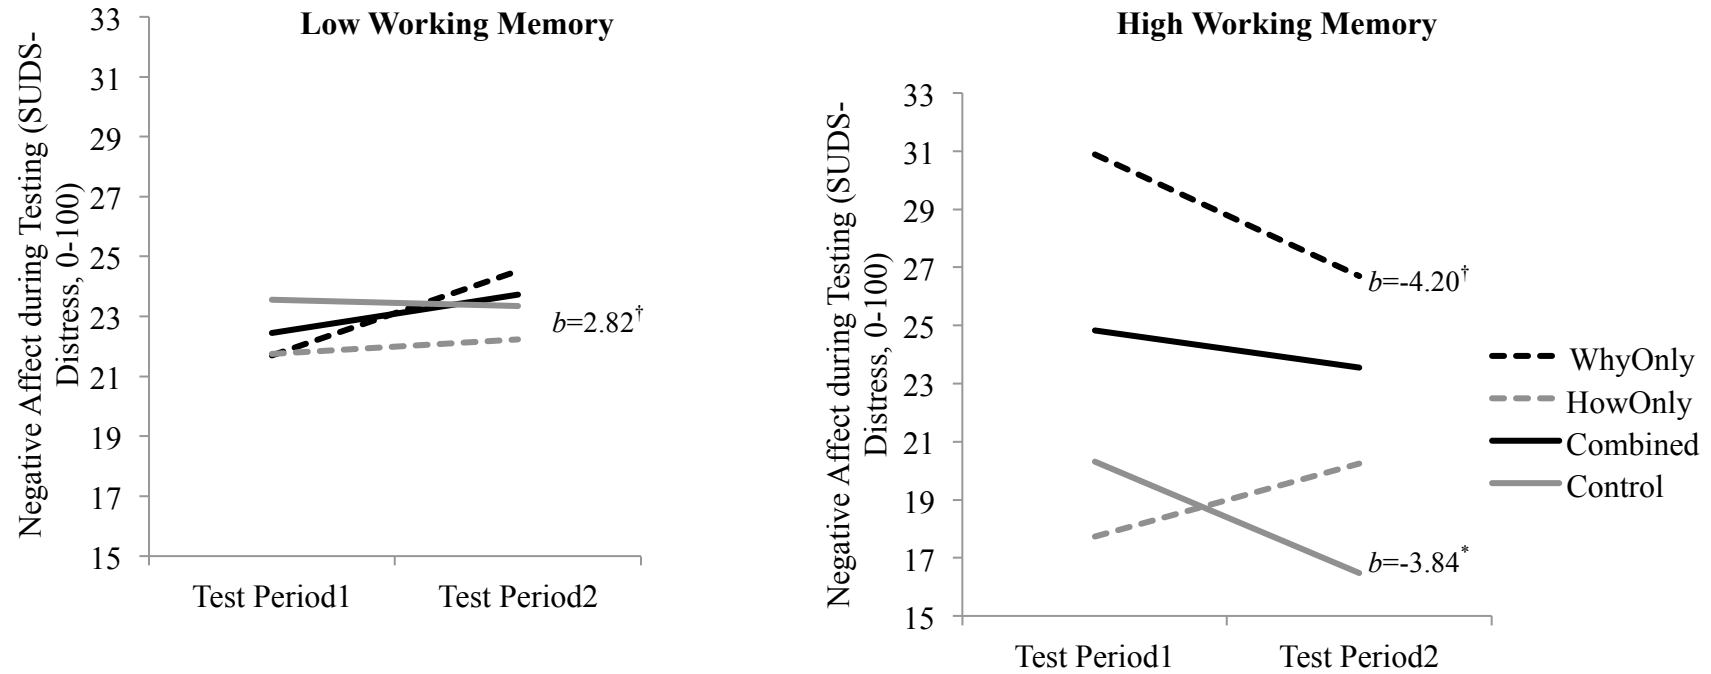 Low Working Memory
Negative Affect during Testing (SUDS-
Distress, 0-100)
33
31
29
27
25
23
21
19
17
15
b=2.82†
Test Period1
Test Period2
High Working Memory
Negative Affect during Testing (SUDS-
Distress, 0-100)
33
31
29
27
25
23
21
19
17
15
b=-4.20†
b=-3.84*
Test Period1
Test Period2
WhyOnly
HowOnly
Combined
Control